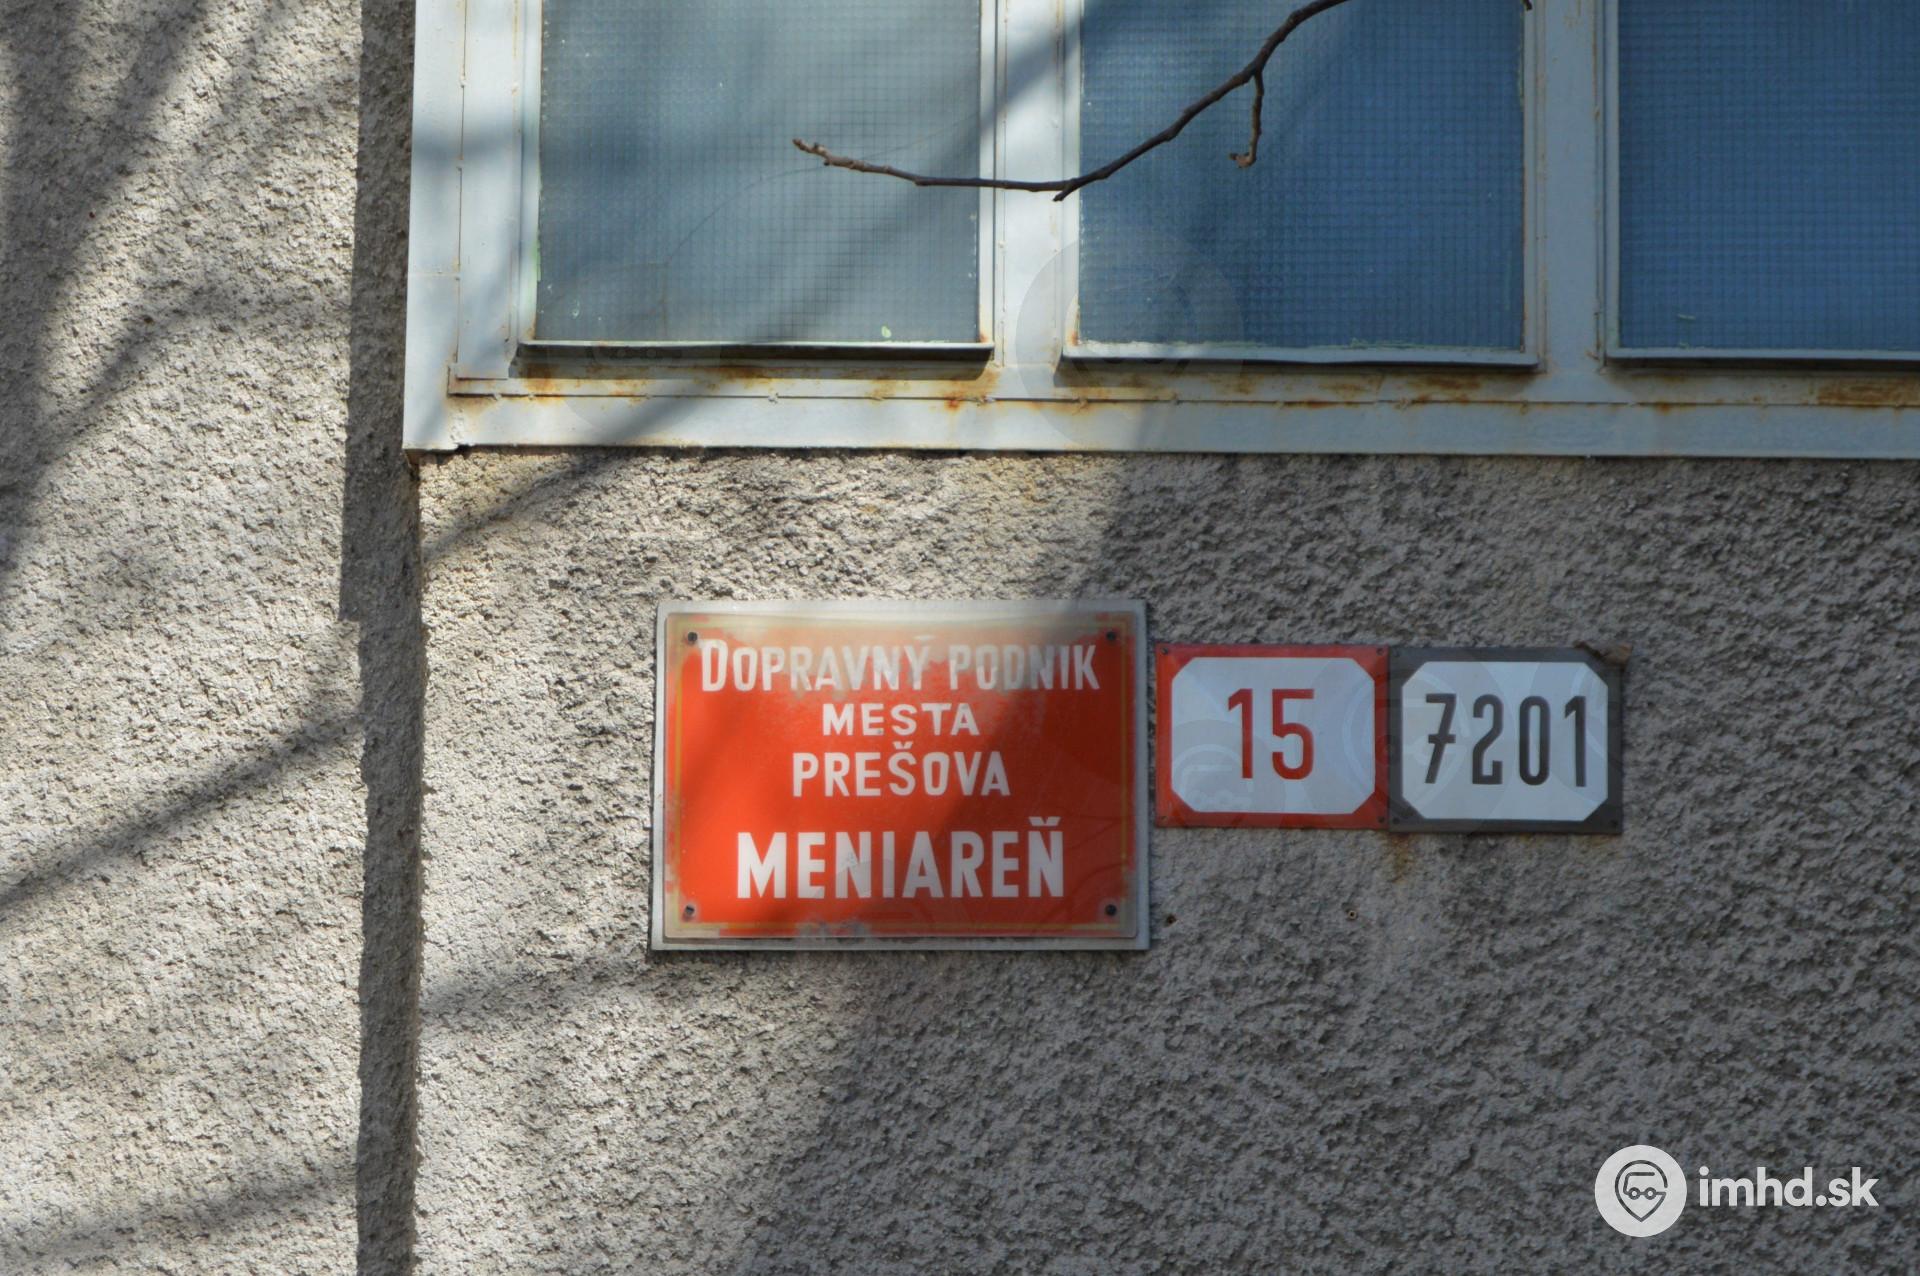 DOPRAVNÝ PODNIK
MESTA
PREŠOVA
MENIAREŇ
15
7201
imhd.sk